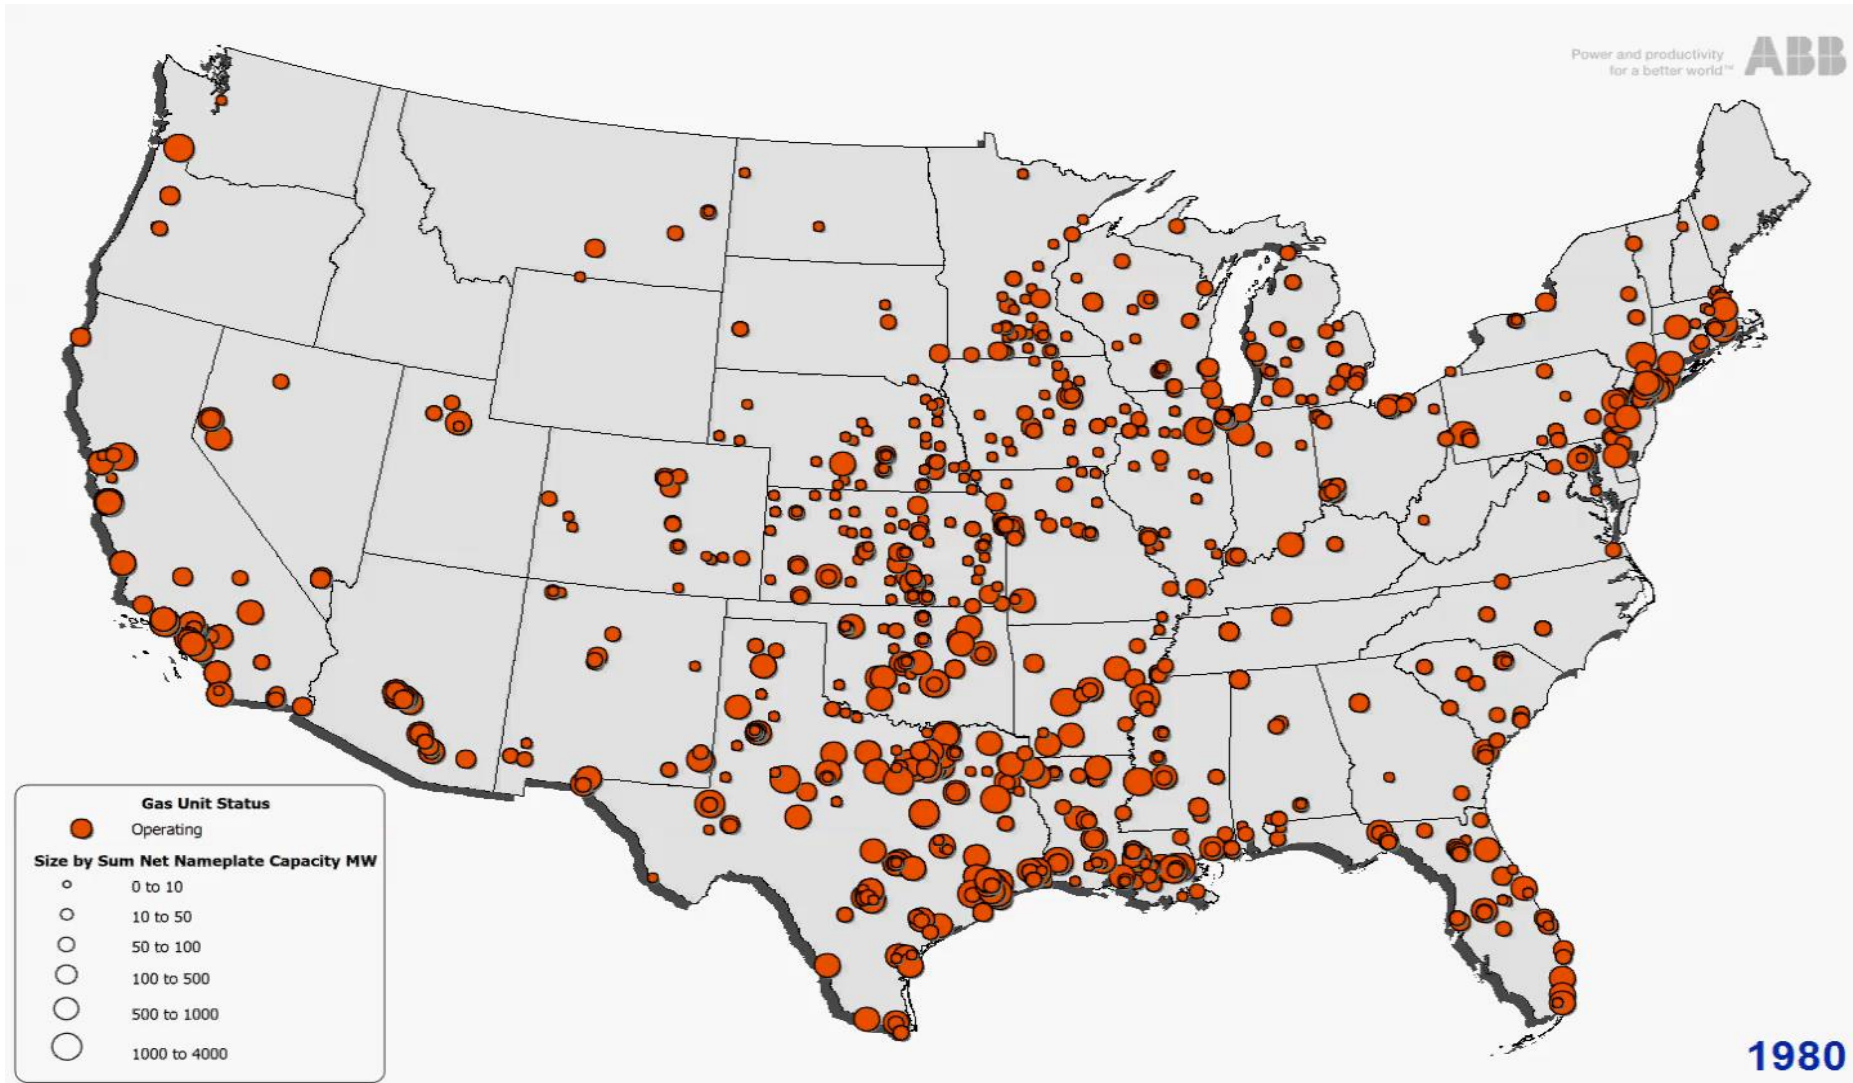 Power and productivity
for a better world™
ABB
Gas Unit Status
Operating
Size by Sum Net Nameplate Capacity MW
0 to 10
10 to 50
50 to 100
100 to 500
500 to 1000
1000 to 4000
1980